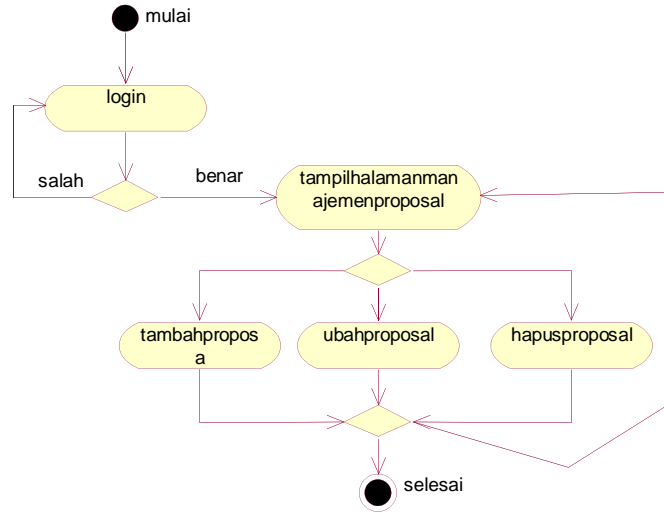 mulai
login
salah
benar
tampilhalamanman
ajemenproposal
tambahpropos
a
ubahproposal
hapusproposal
selesai